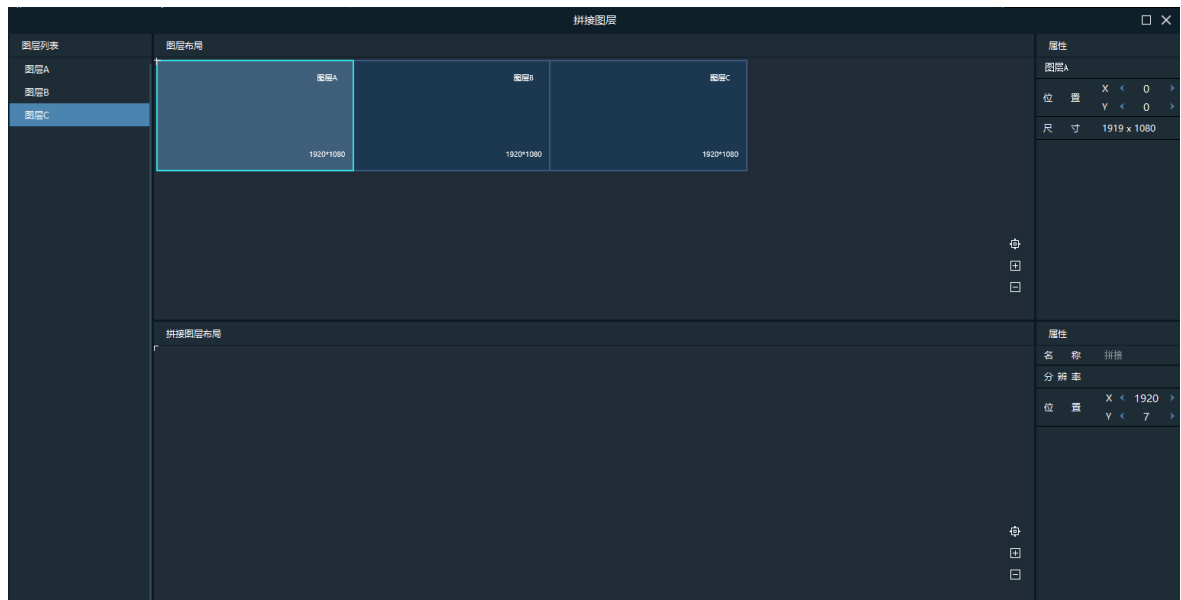 拼接图层
图层列表
图层A
图层B
图层C
图层布局
图层A
1920*1080
图层B
1920*1080
图层C
1920*1080
属性
图层A
位 置 X 0
Y 0
尺 寸 1919 x 1080
拼接图层布局
属性
名 称 拼接
分 辨 率
位 置 X 1920
Y 7